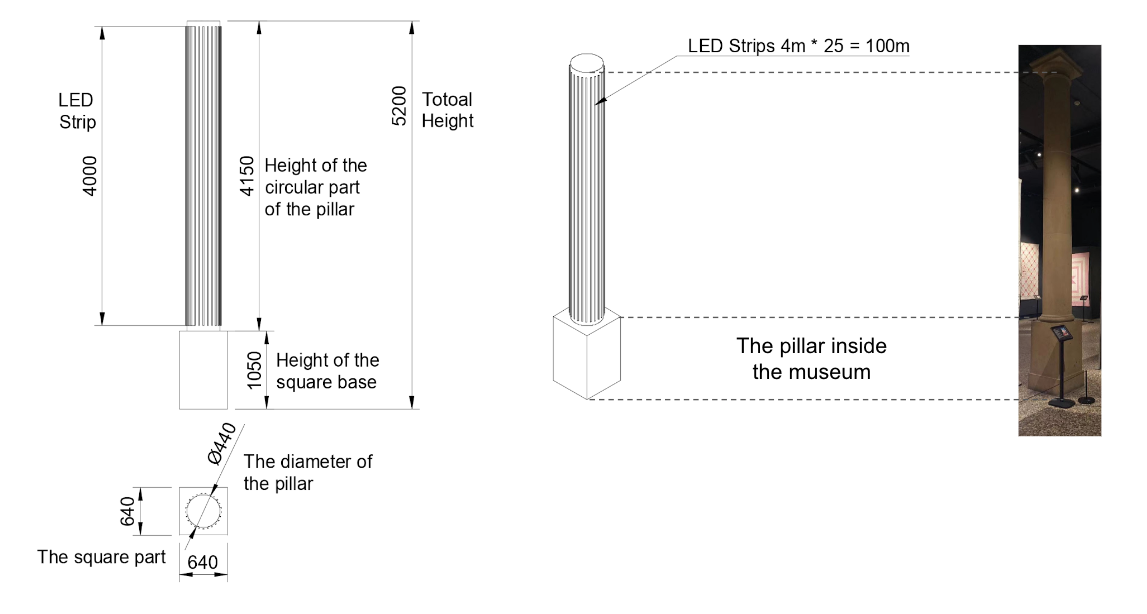 LED Strips 4m * 25 = 100m
LED
Strip
4000
4150
Height of the
circular part
of the pillar
5200
Totoal
Height
1050
Height of the
square base
The pillar inside
the museum
Ø440
The diameter of
the pillar
640
The square part
640